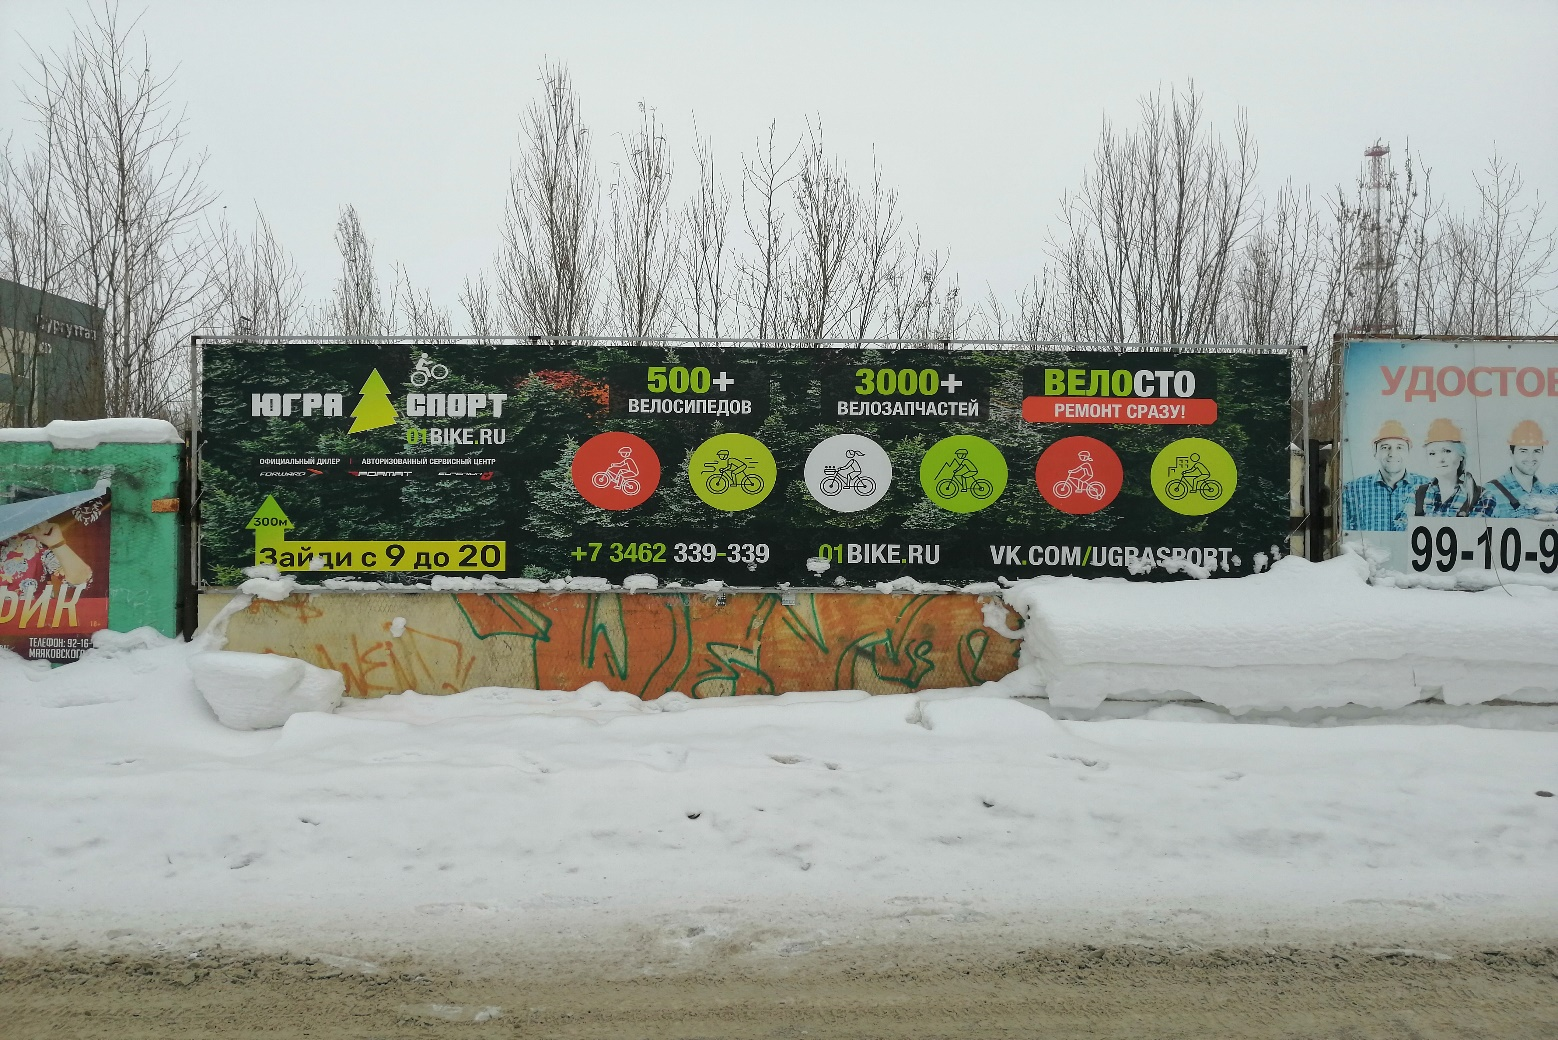 ЮГРА СПОРТ
01BIKE.RU
ОФИЦИАЛЬНЫЙ ДИЛЕР | АВТОРИЗОВАННЫЙ СЕРВИСНЫЙ ЦЕНТР
FORWARD FORMAT
300м
Зайди с 9 до 20
500+
ВЕЛОСИПЕДОВ
3000+
ВЕЛОЗАПЧАСТЕЙ
ВЕЛОСТО
РЕМОНТ СРАЗУ!
+7 3462 339-339
01BIKE.RU
VK.COM/UGRASPORT
УДОСТОВ
99-10-9
РИК
ТЕЛЕФОН: 92-16-
МАЯКОВСКОГО